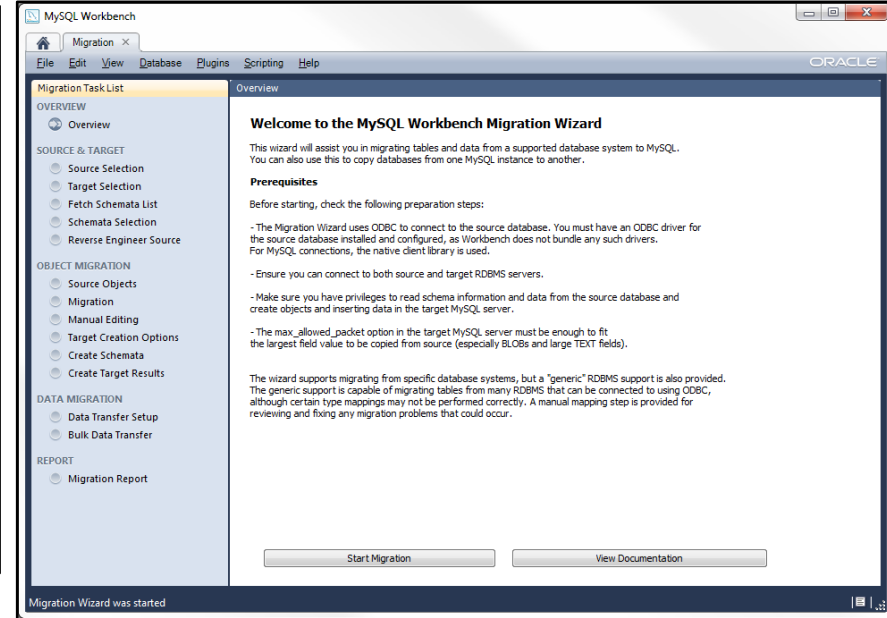 MySQL Workbench
Migration ×
File Edit View Database Plugins Scripting Help
ORACLE
Migration Task List
OVERVIEW
Overview
SOURCE & TARGET
Source Selection
Target Selection
Fetch Schemata List
Schemata Selection
Reverse Engineer Source
OBJECT MIGRATION
Source Objects
Migration
Manual Editing
Target Creation Options
Create Schemata
Create Target Results
DATA MIGRATION
Data Transfer Setup
Bulk Data Transfer
REPORT
Migration Report
Overview
Welcome to the MySQL Workbench Migration Wizard
This wizard will assist you in migrating tables and data from a supported database system to MySQL.
You can also use this to copy databases from one MySQL instance to another.
Prerequisites
Before starting, check the following preparation steps:
- The Migration Wizard uses ODBC to connect to the source database. You must have an ODBC driver for
the source database installed and configured, as Workbench does not bundle any such drivers.
For MySQL connections, the native client library is used.
- Ensure you can connect to both source and target RDBMS servers.
- Make sure you have privileges to read schema information and data from the source database and
create objects and inserting data in the target MySQL server.
- The max_allowed_packet option in the target MySQL server must be enough to fit
the largest field value to be copied from source (especially BLOBs and large TEXT fields).
The wizard supports migrating from specific database systems, but a "generic" RDBMS support is also provided.
The generic support is capable of migrating tables from many RDBMS that can be connected to using ODBC,
although certain type mappings may not be performed correctly. A manual mapping step is provided for
reviewing and fixing any migration problems that could occur.
Start Migration
View Documentation
Migration Wizard was started